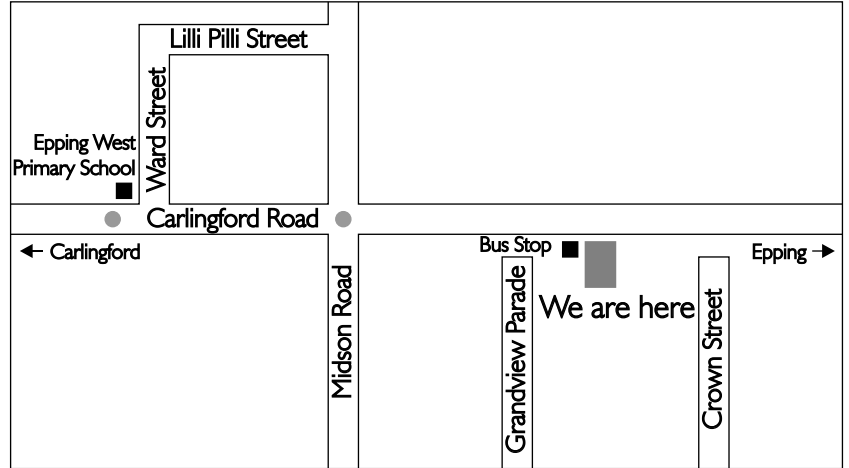 Lilli Pilli Street
Ward Street
Epping West
Primary School
Carlingford Road
Carlingford
Bus Stop
Epping
We are here
Midson Road
Grandview Parade
Crown Street